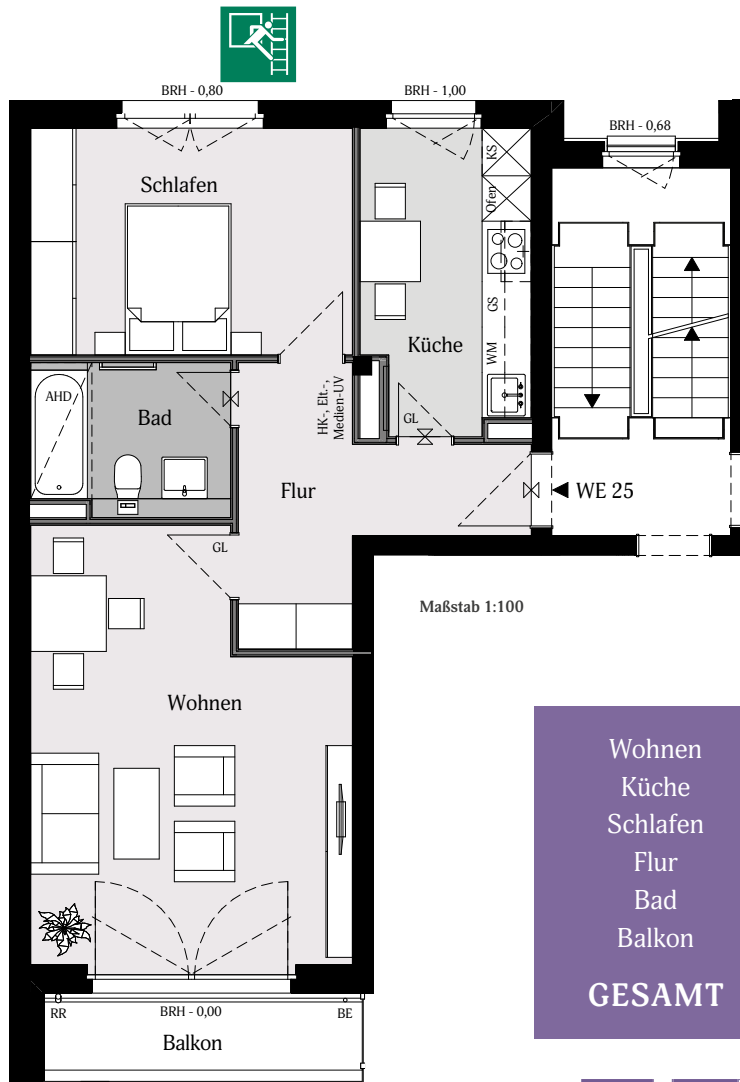 BRH - 0,80
BRH - 1,00
BRH - 0,68
Schlafen
KS
Ofen
GS
WM
Küche
HK-, Elt.-,
Medien-UV
GL
AHD
Bad
Flur
WE 25
GL
Maßstab 1:100
Wohnen
Wohnen
Küche
Schlafen
Flur
Bad
Balkon
GESAMT
RR
BRH - 0,00
BE
Balkon